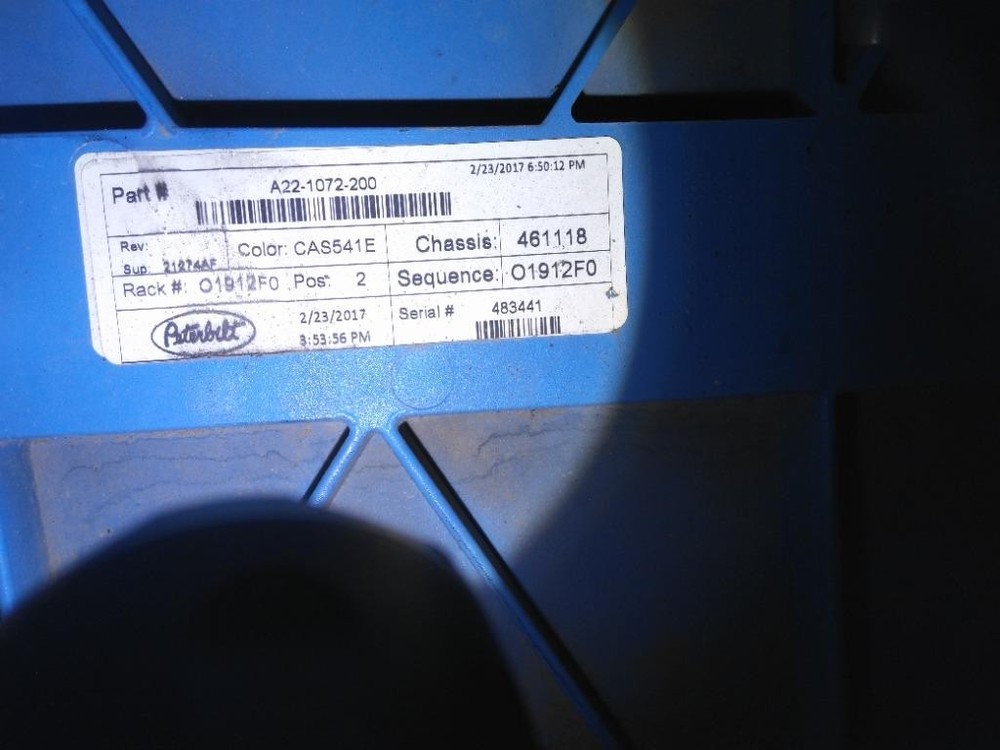 2/23/2017 6:50:12 PM
Part # A22-1072-200
Rev: Color: CAS541E Chassis: 461118
Sup: 21274AF
Rack #: O1912F0 Pos: 2 Sequence: O1912F0
Peterbilt 2/23/2017 Serial # 483441
3:53:56 PM